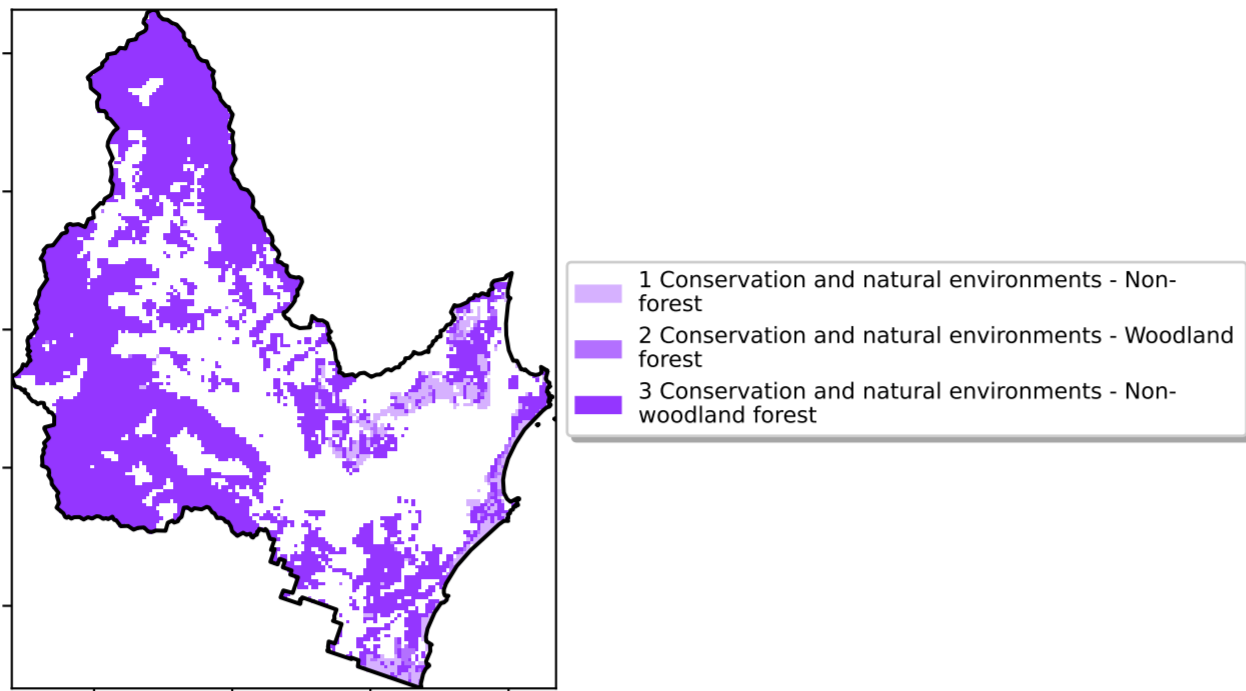 1 Conservation and natural environments - Non-
forest
2 Conservation and natural environments - Woodland
forest
3 Conservation and natural environments - Non-
woodland forest